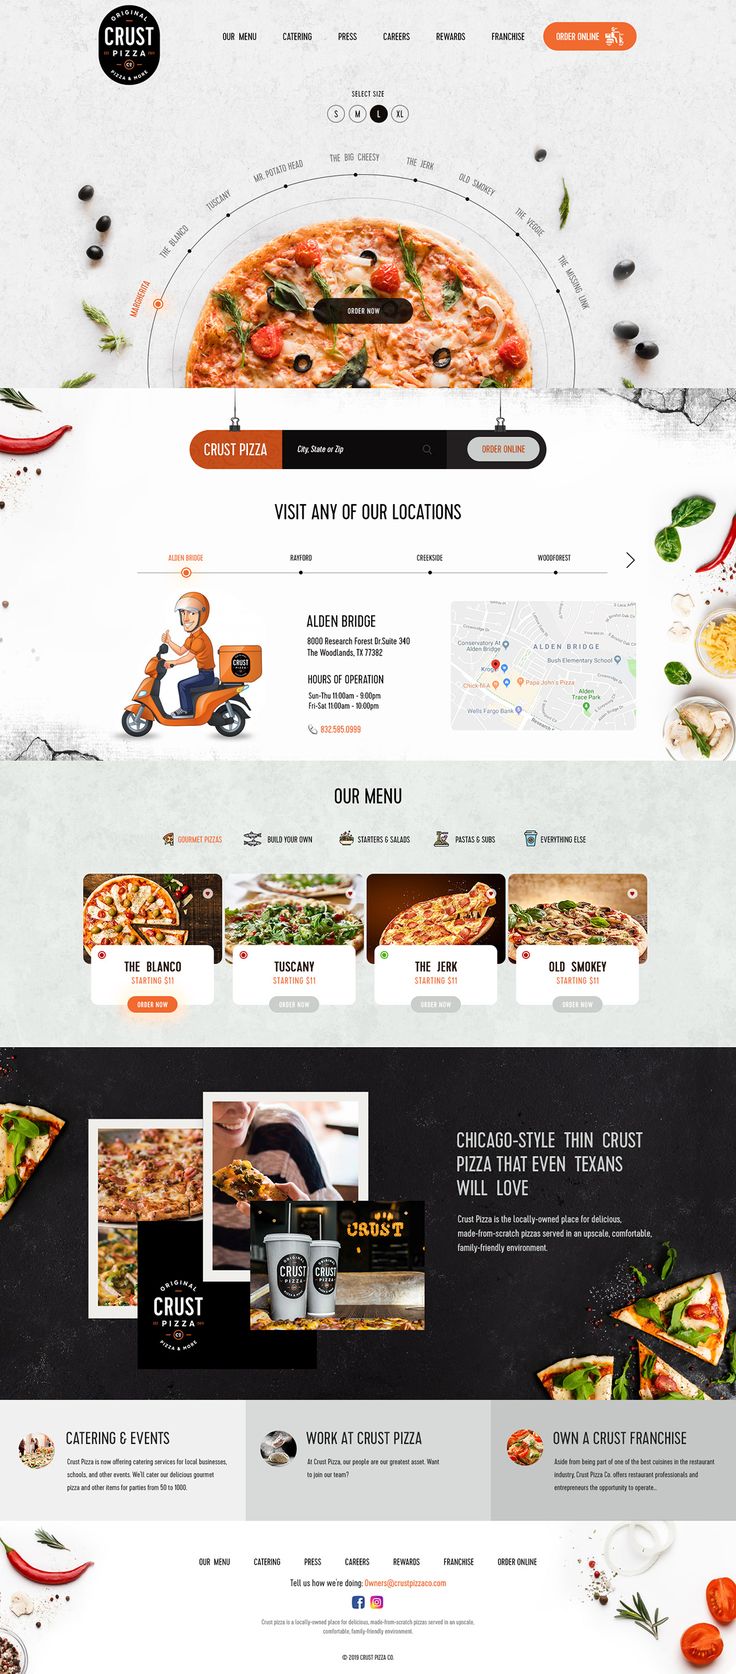 ORIGINAL
CRUST
PIZZA
CO
PIZZA & MORE
OUR MENU
CATERING
PRESS
CAREERS
REWARDS
FRANCHISE
ORDER ONLINE
SELECT SIZE
S
M
L
XL
MARGHERITA
THE BLANCO
TUSCANY
MR. POTATO HEAD
THE BIG CHEESY
THE JERK
OLD SMOKEY
THE VEGGIE
THE MISSING LINK
ORDER NOW
CRUST PIZZA
City, State or Zip
ORDER ONLINE
VISIT ANY OF OUR LOCATIONS
ALDEN BRIDGE
RAYFORD
CREEKSIDE
WOODFOREST
CRUST
PIZZA
ALDEN BRIDGE
8000 Research Forest Dr.Suite 340
The Woodlands, TX 77382
HOURS OF OPERATION
Sun-Thu 11:00am - 9:00pm
Fri-Sat 11:00am - 10:00pm
832.585.0999
Conservatory At
Alden Bridge
ALDEN BRIDGE
Bush Elementary School
Kroge
Chick-fil-A
Papa John's Pizza
Alden
Trace Park
Wells Fargo Bank
OUR MENU
GOURMET PIZZAS
BUILD YOUR OWN
STARTERS & SALADS
PASTAS & SUBS
EVERYTHING ELSE
THE BLANCO
STARTING $11
ORDER NOW
TUSCANY
STARTING $11
ORDER NOW
THE JERK
STARTING $11
ORDER NOW
OLD SMOKEY
STARTING $11
ORDER NOW
CHICAGO-STYLE THIN CRUST
PIZZA THAT EVEN TEXANS
WILL LOVE
Crust Pizza is the locally-owned place for delicious,
made-from-scratch pizzas served in an upscale, comfortable,
family-friendly environment.
CRUST
CRUST
PIZZA
CRUST
PIZZA
ORIGINAL
CRUST
PIZZA
CO
PIZZA & MORE
CATERING & EVENTS
Crust Pizza is now offering catering services for local businesses,
schools, and other events. We'll cater our delicious gourmet
pizza and other items for parties from 50 to 1000.
WORK AT CRUST PIZZA
At Crust Pizza, our people are our greatest asset. Want
to join our team?
OWN A CRUST FRANCHISE
Aside from being part of one of the best cuisines in the restaurant
industry, Crust Pizza Co. offers restaurant professionals and
entrepreneurs the opportunity to operate...
OUR MENU
CATERING
PRESS
CAREERS
REWARDS
FRANCHISE
ORDER ONLINE
Tell us how we're doing: Owners@crustpizzaco.com
Crust pizza is a locally-owned place for delicious, made-from-scratch pizzas served in an upscale,
comfortable, family-friendly environment.
© 2019 CRUST PIZZA CO.